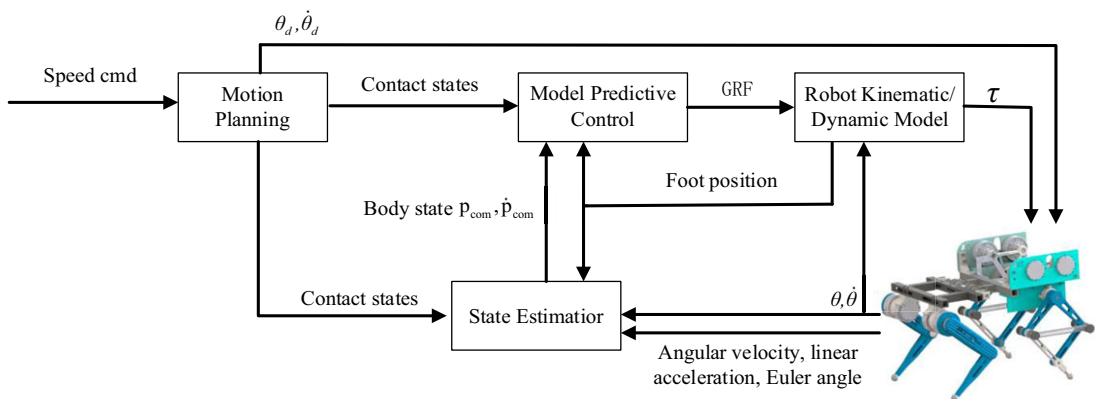 θ_d, θ̇_d
Speed cmd
Motion
Planning
Contact states
Model Predictive
Control
GRF
Robot Kinematic/
Dynamic Model
τ
Foot position
Body state p_com, ṗ_com
Contact states
State Estimatior
θ, θ̇
Angular velocity, linear
acceleration, Euler angle